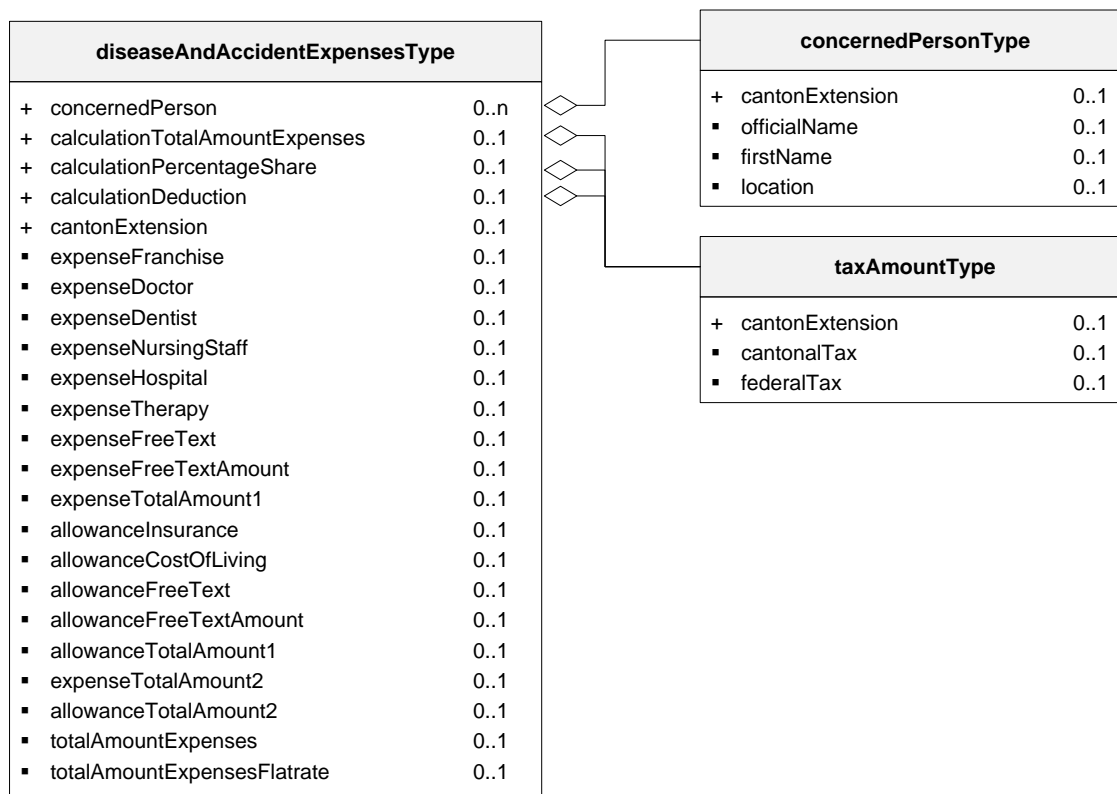 diseaseAndAccidentExpensesType
+ concernedPerson 0..n
+ calculationTotalAmountExpenses 0..1
+ calculationPercentageShare 0..1
+ calculationDeduction 0..1
+ cantonExtension 0..1
▪ expenseFranchise 0..1
▪ expenseDoctor 0..1
▪ expenseDentist 0..1
▪ expenseNursingStaff 0..1
▪ expenseHospital 0..1
▪ expenseTherapy 0..1
▪ expenseFreeText 0..1
▪ expenseFreeTextAmount 0..1
▪ expenseTotalAmount1 0..1
▪ allowanceInsurance 0..1
▪ allowanceCostOfLiving 0..1
▪ allowanceFreeText 0..1
▪ allowanceFreeTextAmount 0..1
▪ allowanceTotalAmount1 0..1
▪ expenseTotalAmount2 0..1
▪ allowanceTotalAmount2 0..1
▪ totalAmountExpenses 0..1
▪ totalAmountExpensesFlatrate 0..1
concernedPersonType
+ cantonExtension 0..1
▪ officialName 0..1
▪ firstName 0..1
▪ location 0..1
taxAmountType
+ cantonExtension 0..1
▪ cantonalTax 0..1
▪ federalTax 0..1